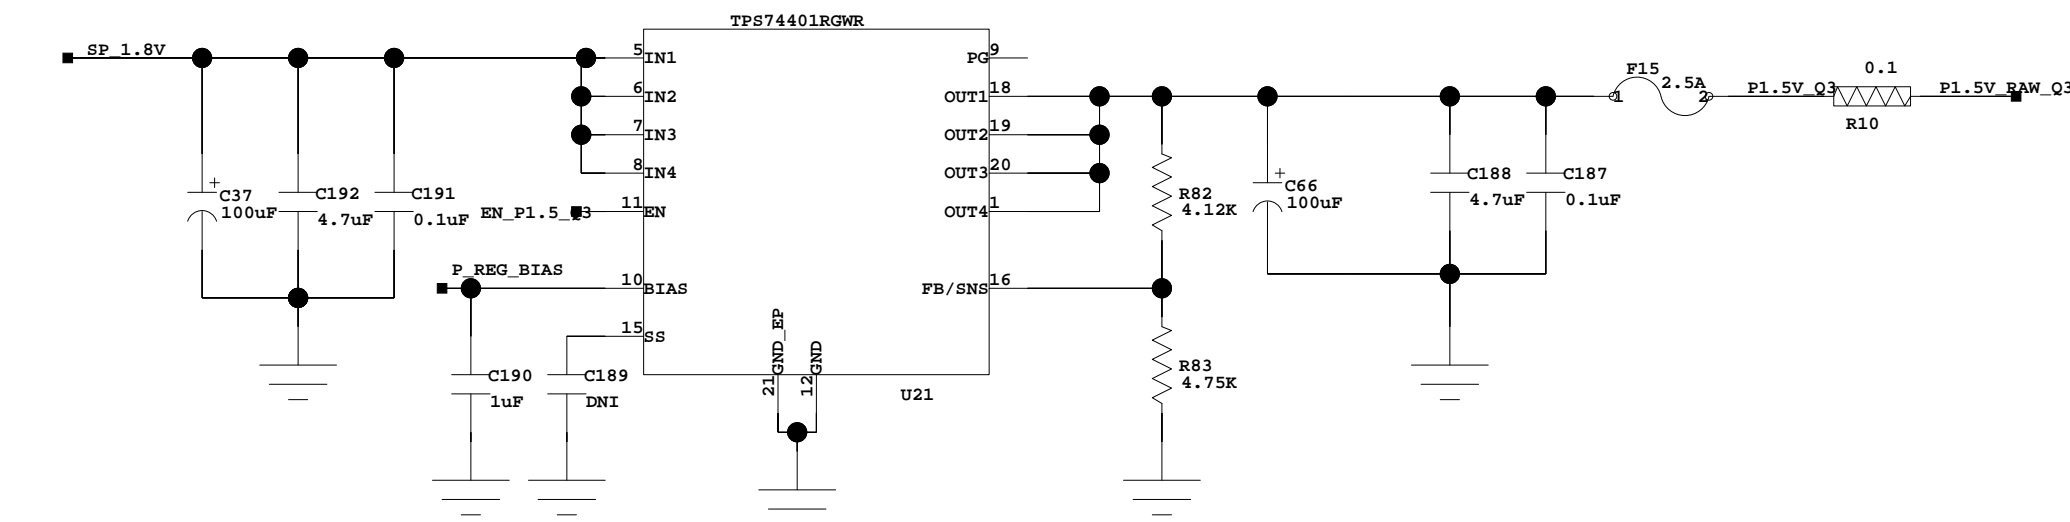 TPS74401RGWR
SP_1.8V
5
IN1
6
IN2
7
IN3
8
IN4
11
EN
EN_P1.5_Q3
P_REG_BIAS
10
BIAS
15
SS
PG
9
OUT1
18
OUT2
19
OUT3
20
OUT4
1
FB/SNS
16
GND_EP
21
GND
12
U21
+
C37
100uF
C192
4.7uF
C191
0.1uF
C190
1uF
C189
DNI
R82
4.12K
R83
4.75K
+
C66
100uF
C188
4.7uF
C187
0.1uF
F15
2.5A
1
2
P1.5V_Q3
0.1
R10
P1.5V_RAW_Q3